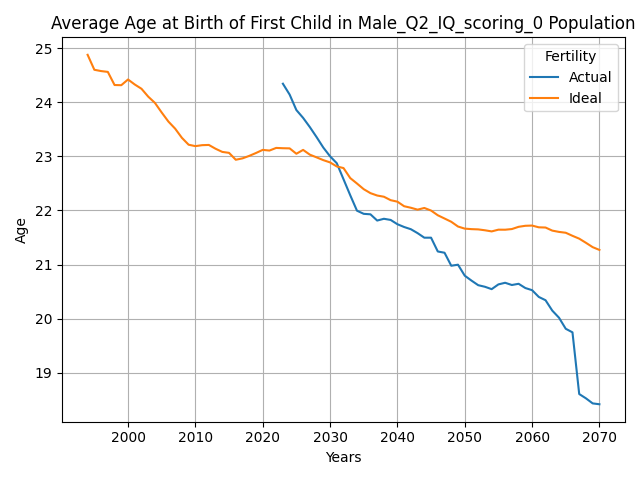 Average Age at Birth of First Child in Male_Q2_IQ_scoring_0 Population
Fertility
Actual
Ideal
Age
25
24
23
22
21
20
19
2000 2010 2020 2030 2040 2050 2060 2070
Years